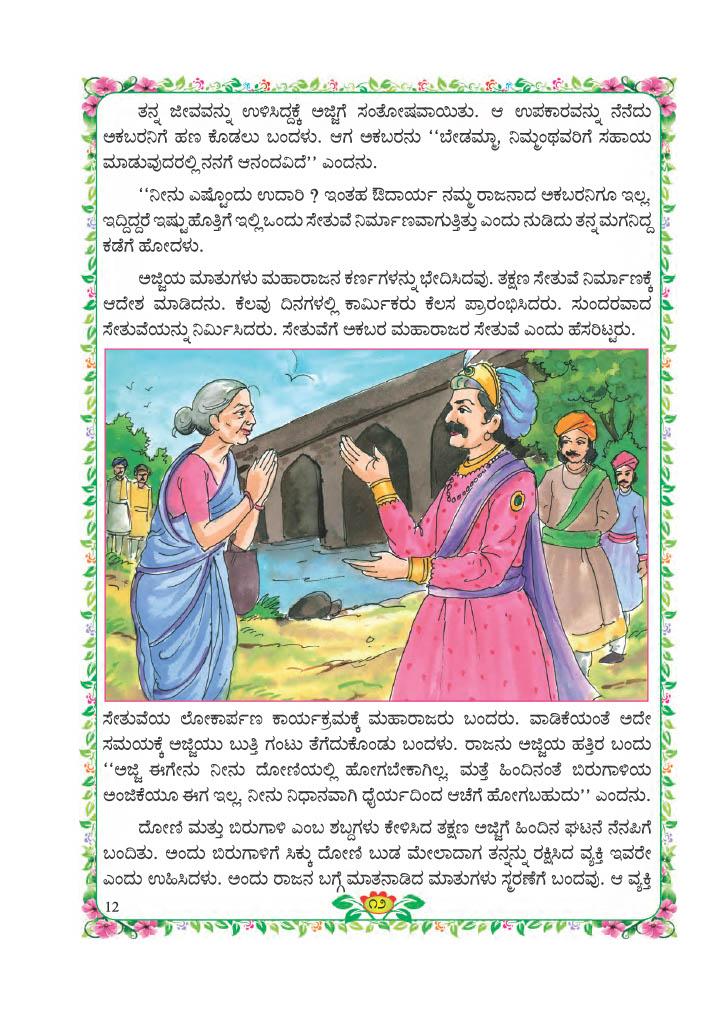 ತನ್ನ ಜೀವವನ್ನು ಉಳಿಸಿದ್ದಕ್ಕೆ ಅಜ್ಜಿಗೆ ಸಂತೋಷವಾಯಿತು. ಆ ಉಪಕಾರವನ್ನು ನೆನೆದು
ಅಕಬರನಿಗೆ ಹಣ ಕೊಡಲು ಬಂದಳು. ಆಗ ಅಕಬರನು ‘‘ಬೇಡಮ್ಮಾ, ನಿಮ್ಮಂಥವರಿಗೆ ಸಹಾಯ
ಮಾಡುವುದರಲ್ಲಿ ನನಗೆ ಆನಂದವಿದೆ’’ ಎಂದನು.
‘‘ನೀನು ಎಷ್ಟೊಂದು ಉದಾರಿ ? ಇಂತಹ ಔದಾರ್ಯ ನಮ್ಮ ರಾಜನಾದ ಅಕಬರನಿಗೂ ಇಲ್ಲ.
ಇದ್ದಿದ್ದರೆ ಇಷ್ಟು ಹೊತ್ತಿಗೆ ಇಲ್ಲಿ ಒಂದು ಸೇತುವೆ ನಿರ್ಮಾಣವಾಗುತ್ತಿತ್ತು ಎಂದು ನುಡಿದು ತನ್ನ ಮಗನಿದ್ದ
ಕಡೆಗೆ ಹೋದಳು.
ಅಜ್ಜಿಯ ಮಾತುಗಳು ಮಹಾರಾಜನ ಕರ್ಣಗಳನ್ನು ಭೇದಿಸಿದವು. ತಕ್ಷಣ ಸೇತುವೆ ನಿರ್ಮಾಣಕ್ಕೆ
ಆದೇಶ ಮಾಡಿದನು. ಕೆಲವು ದಿನಗಳಲ್ಲಿ ಕಾರ್ಮಿಕರು ಕೆಲಸ ಪ್ರಾರಂಭಿಸಿದರು. ಸುಂದರವಾದ
ಸೇತುವೆಯನ್ನು ನಿರ್ಮಿಸಿದರು. ಸೇತುವೆಗೆ ಅಕಬರ ಮಹಾರಾಜರ ಸೇತುವೆ ಎಂದು ಹೆಸರಿಟ್ಟರು.
ಸೇತುವೆಯ ಲೋಕಾರ್ಪಣ ಕಾರ್ಯಕ್ರಮಕ್ಕೆ ಮಹಾರಾಜರು ಬಂದರು. ವಾಡಿಕೆಯಂತೆ ಅದೇ
ಸಮಯಕ್ಕೆ ಅಜ್ಜಿಯು ಬುತ್ತಿ ಗಂಟು ತೆಗೆದುಕೊಂಡು ಬಂದಳು. ರಾಜನು ಅಜ್ಜಿಯ ಹತ್ತಿರ ಬಂದು
‘‘ಅಜ್ಜಿ ಈಗೇನು ನೀನು ದೋಣಿಯಲ್ಲಿ ಹೋಗಬೇಕಾಗಿಲ್ಲ. ಮತ್ತೆ ಹಿಂದಿನಂತೆ ಬಿರುಗಾಳಿಯ
ಅಂಜಿಕೆಯೂ ಈಗ ಇಲ್ಲ. ನೀನು ನಿಧಾನವಾಗಿ ಧೈರ್ಯದಿಂದ ಆಚೆಗೆ ಹೋಗಬಹುದು’’ ಎಂದನು.
ದೋಣಿ ಮತ್ತು ಬಿರುಗಾಳಿ ಎಂಬ ಶಬ್ದಗಳು ಕೇಳಿಸಿದ ತಕ್ಷಣ ಅಜ್ಜಿಗೆ ಹಿಂದಿನ ಘಟನೆ ನೆನಪಿಗೆ
ಬಂದಿತು. ಅಂದು ಬಿರುಗಾಳಿಗೆ ಸಿಕ್ಕು ದೋಣಿ ಬುಡ ಮೇಲಾದಾಗ ತನ್ನನ್ನು ರಕ್ಷಿಸಿದ ವ್ಯಕ್ತಿ ಇವರೇ
ಎಂದು ಊಹಿಸಿದಳು. ಅಂದು ರಾಜನ ಬಗ್ಗೆ ಮಾತನಾಡಿದ ಮಾತುಗಳು ಸ್ಮರಣೆಗೆ ಬಂದವು. ಆ ವ್ಯಕ್ತಿ
12
೧೨